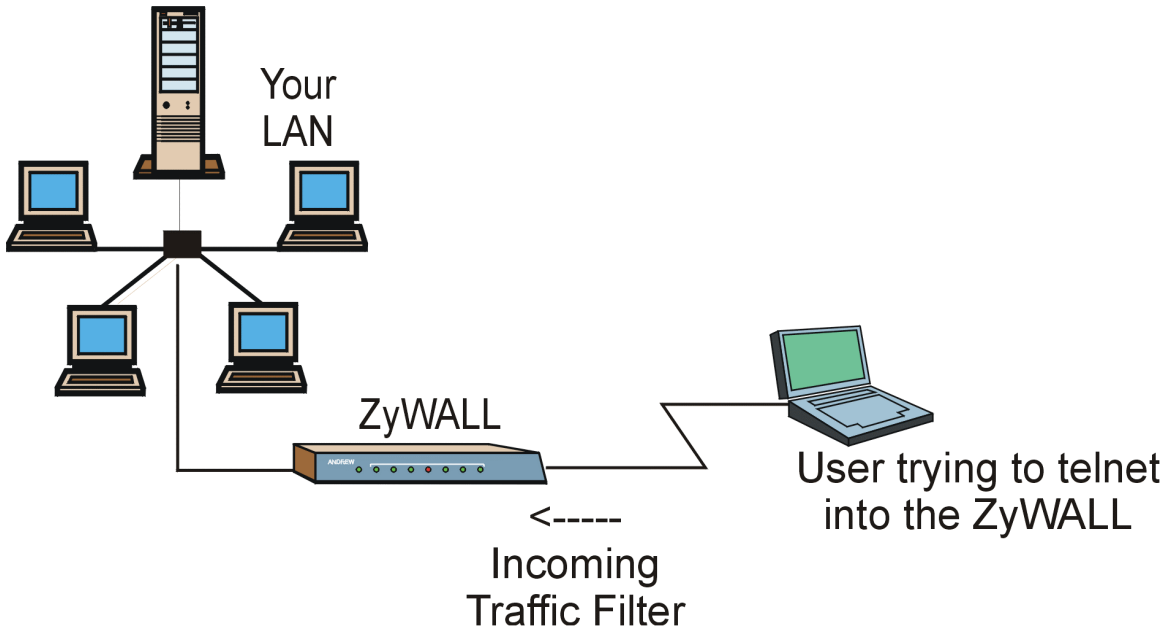 Your
LAN
ZyWALL
ANDREW
User trying to telnet
into the ZyWALL
<-----
Incoming
Traffic Filter